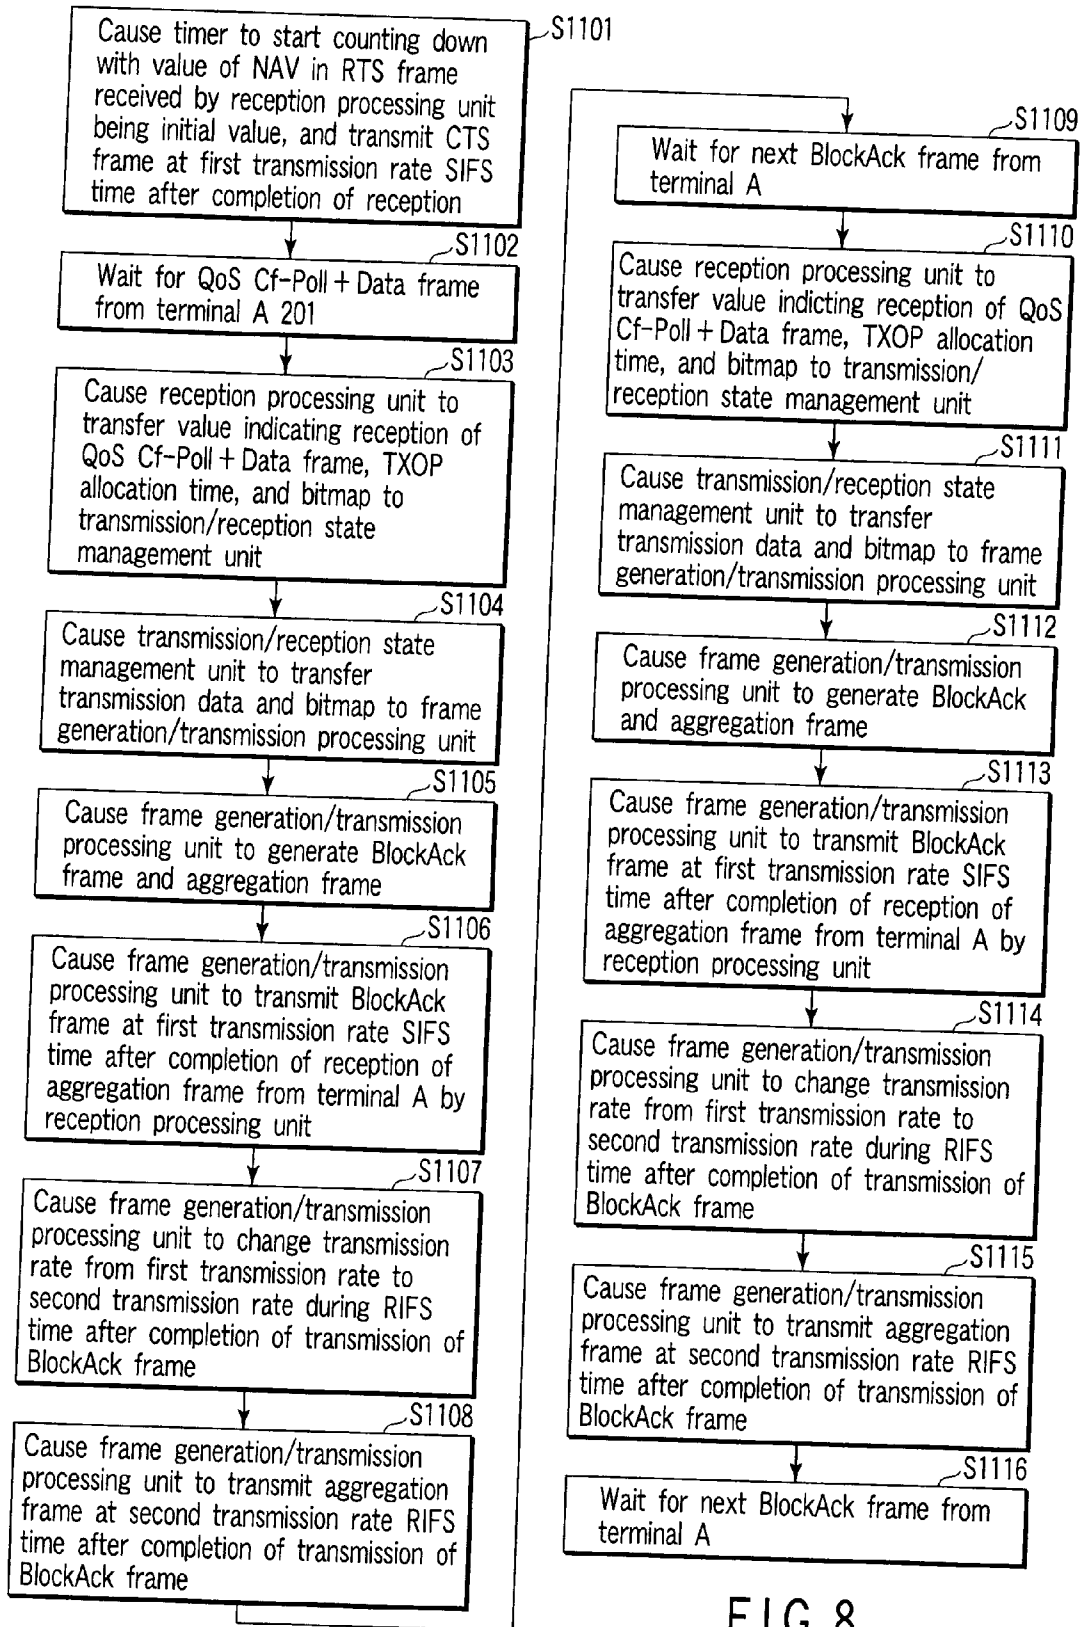 S1101
Cause timer to start counting down
with value of NAV in RTS frame
received by reception processing unit
being initial value, and transmit CTS
frame at first transmission rate SIFS
time after completion of reception
S1102
Wait for QoS Cf-Poll + Data frame
from terminal A 201
S1103
Cause reception processing unit to
transfer value indicating reception of
QoS Cf-Poll + Data frame, TXOP
allocation time, and bitmap to
transmission/reception state
management unit
S1104
Cause transmission/reception state
management unit to transfer
transmission data and bitmap to frame
generation/transmission processing unit
S1105
Cause frame generation/transmission
processing unit to generate BlockAck
frame and aggregation frame
S1106
Cause frame generation/transmission
processing unit to transmit BlockAck
frame at first transmission rate SIFS
time after completion of reception of
aggregation frame from terminal A by
reception processing unit
S1107
Cause frame generation/transmission
processing unit to change transmission
rate from first transmission rate to
second transmission rate during RIFS
time after completion of transmission of
BlockAck frame
S1108
Cause frame generation/transmission
processing unit to transmit aggregation
frame at second transmission rate RIFS
time after completion of transmission of
BlockAck frame
S1109
Wait for next BlockAck frame from
terminal A
S1110
Cause reception processing unit to
transfer value indicting reception of QoS
Cf-Poll + Data frame, TXOP allocation
time, and bitmap to transmission/
reception state management unit
S1111
Cause transmission/reception state
management unit to transfer
transmission data and bitmap to frame
generation/transmission processing unit
S1112
Cause frame generation/transmission
processing unit to generate BlockAck
and aggregation frame
S1113
Cause frame generation/transmission
processing unit to transmit BlockAck
frame at first transmission rate SIFS
time after completion of reception of
aggregation frame from terminal A by
reception processing unit
S1114
Cause frame generation/transmission
processing unit to change transmission
rate from first transmission rate to
second transmission rate during RIFS
time after completion of transmission of
BlockAck frame
S1115
Cause frame generation/transmission
processing unit to transmit aggregation
frame at second transmission rate RIFS
time after completion of transmission of
BlockAck frame
S1116
Wait for next BlockAck frame from
terminal A
FIG. 8